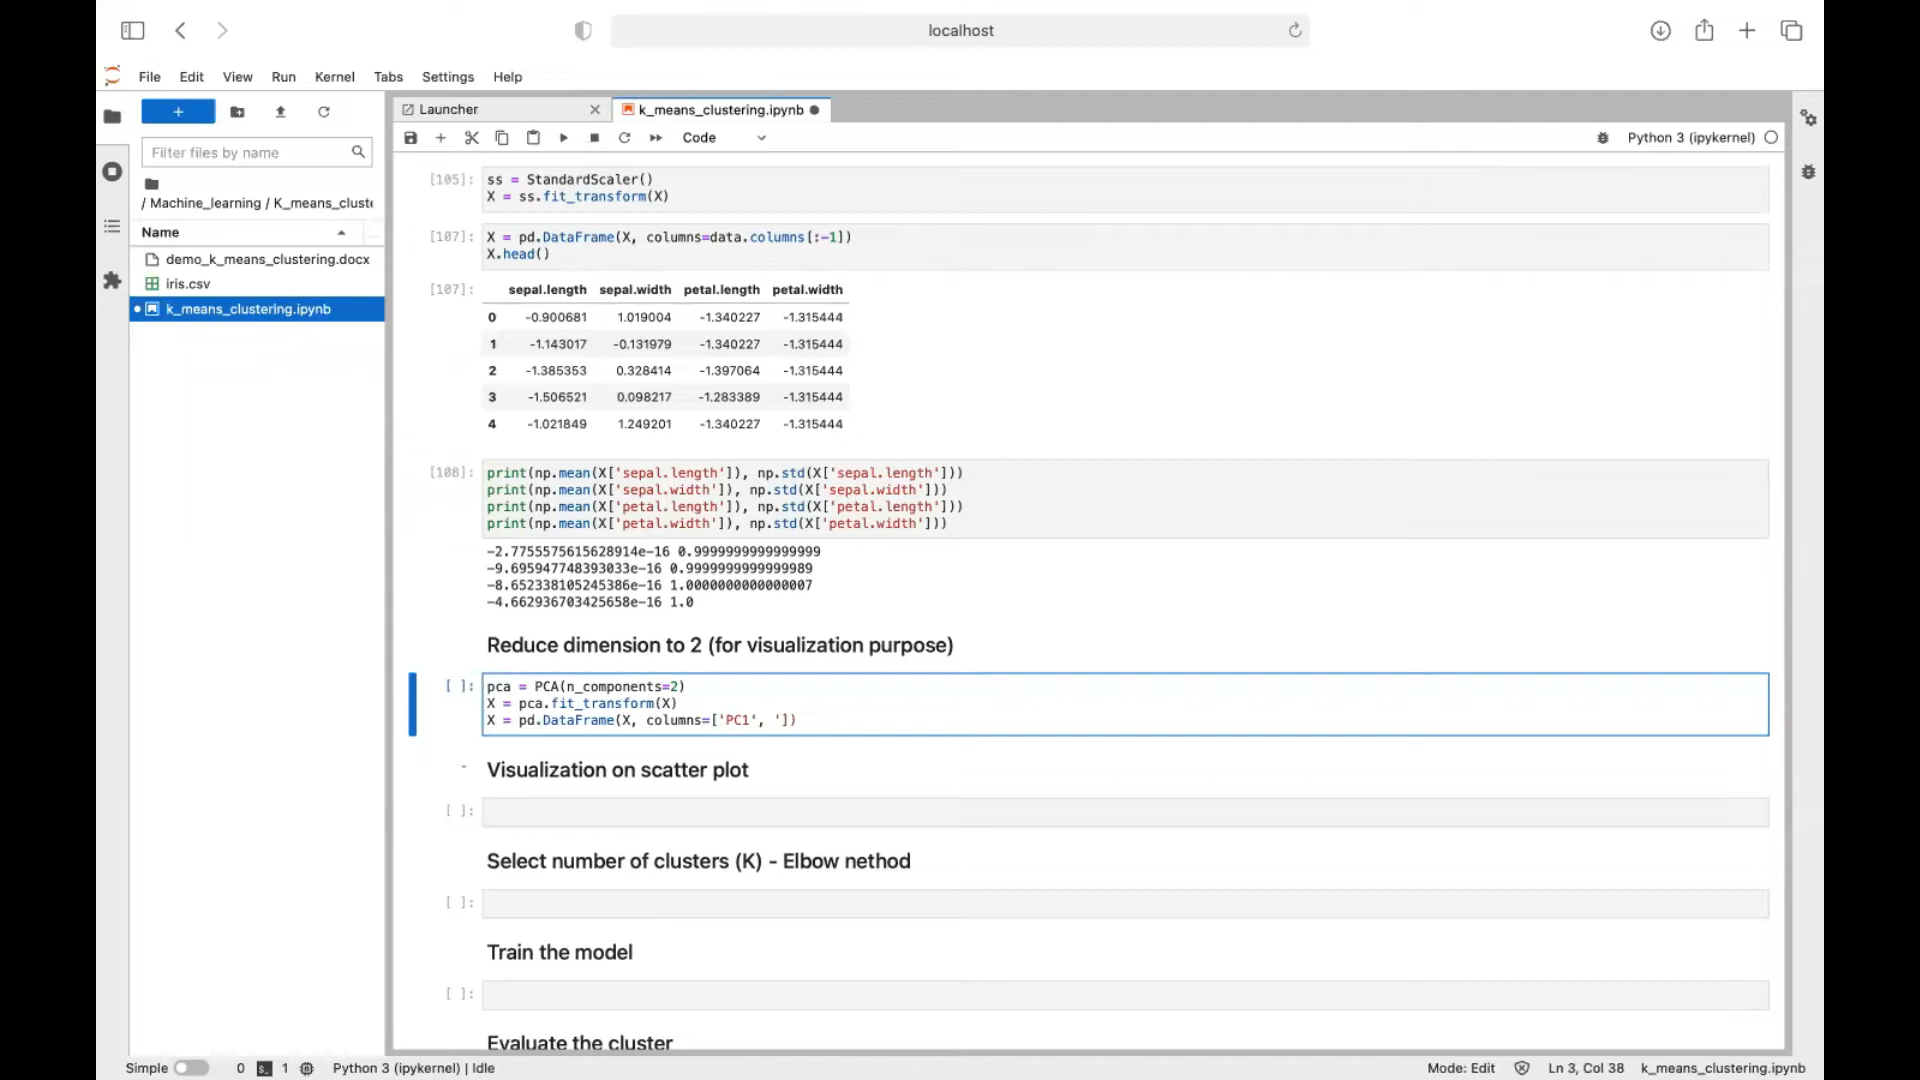 localhost
File Edit View Run Kernel Tabs Settings Help
+
Filter files by name
/ Machine_learning / K_means_cluste
Name
demo_k_means_clustering.docx
iris.csv
k_means_clustering.ipynb
Launcher
k_means_clustering.ipynb
Code
Python 3 (ipykernel)
[105]: ss = StandardScaler()
X = ss.fit_transform(X)
[107]: X = pd.DataFrame(X, columns=data.columns[:-1])
X.head()
[107]: sepal.length sepal.width petal.length petal.width
0 -0.900681 1.019004 -1.340227 -1.315444
1 -1.143017 -0.131979 -1.340227 -1.315444
2 -1.385353 0.328414 -1.397064 -1.315444
3 -1.506521 0.098217 -1.283389 -1.315444
4 -1.021849 1.249201 -1.340227 -1.315444
[108]: print(np.mean(X['sepal.length']), np.std(X['sepal.length']))
print(np.mean(X['sepal.width']), np.std(X['sepal.width']))
print(np.mean(X['petal.length']), np.std(X['petal.length']))
print(np.mean(X['petal.width']), np.std(X['petal.width']))
-2.7755575615628914e-16 0.9999999999999999
-9.695947748393033e-16 0.9999999999999989
-8.652338105245386e-16 1.0000000000000007
-4.662936703425658e-16 1.0
Reduce dimension to 2 (for visualization purpose)
[ ]: pca = PCA(n_components=2)
X = pca.fit_transform(X)
X = pd.DataFrame(X, columns=['PC1', '])
Visualization on scatter plot
[ ]:
Select number of clusters (K) - Elbow nethod
[ ]:
Train the model
[ ]:
Evaluate the cluster
Simple 0 1 Python 3 (ipykernel) | Idle
Mode: Edit Ln 3, Col 38 k_means_clustering.ipynb